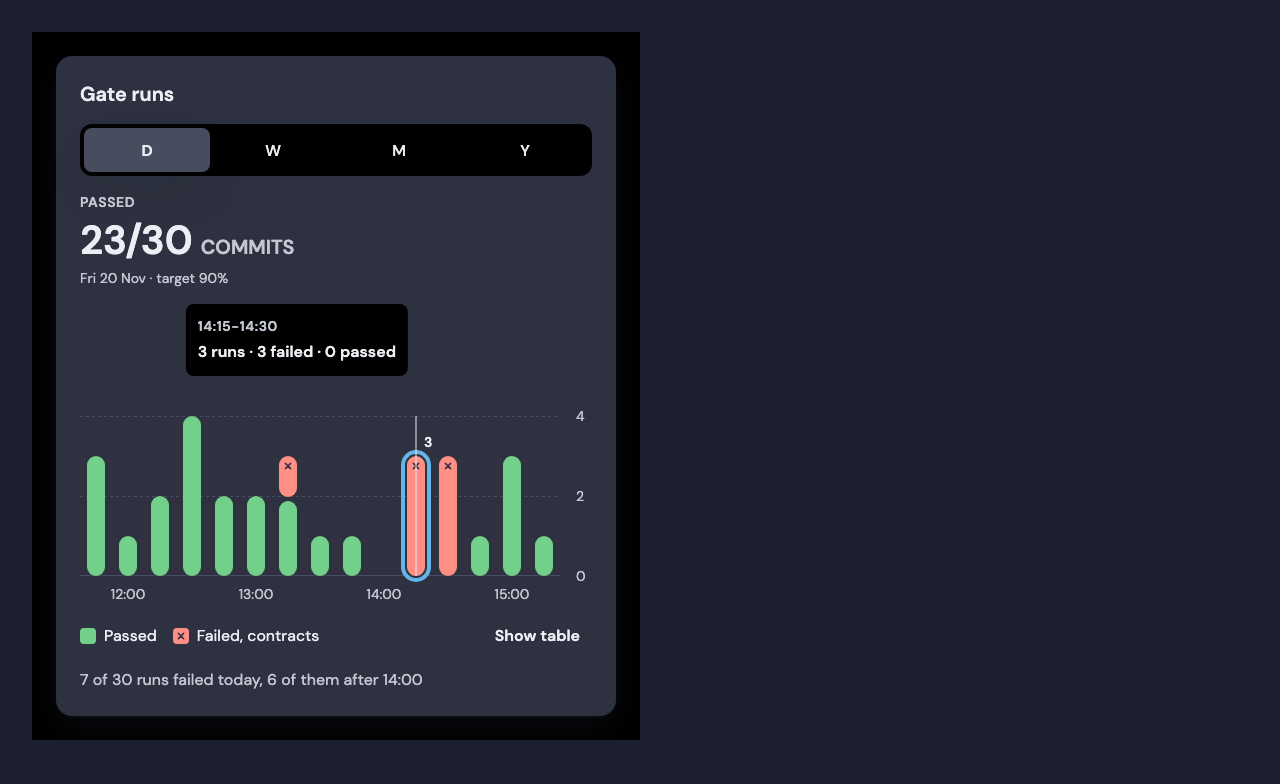 Gate runs
D W M Y
PASSED
23/30 COMMITS
Fri 20 Nov · target 90%
14:15–14:30
3 runs · 3 failed · 0 passed
4
3
2
0
12:00 13:00 14:00 15:00
Passed Failed, contracts Show table
7 of 30 runs failed today, 6 of them after 14:00